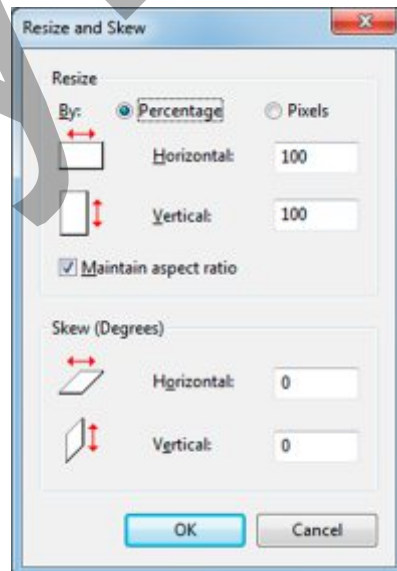 Resize and Skew
Resize
By: Percentage Pixels
Horizontal: 100
Vertical: 100
Maintain aspect ratio
Skew (Degrees)
Horizontal: 0
Vertical: 0
OK Cancel